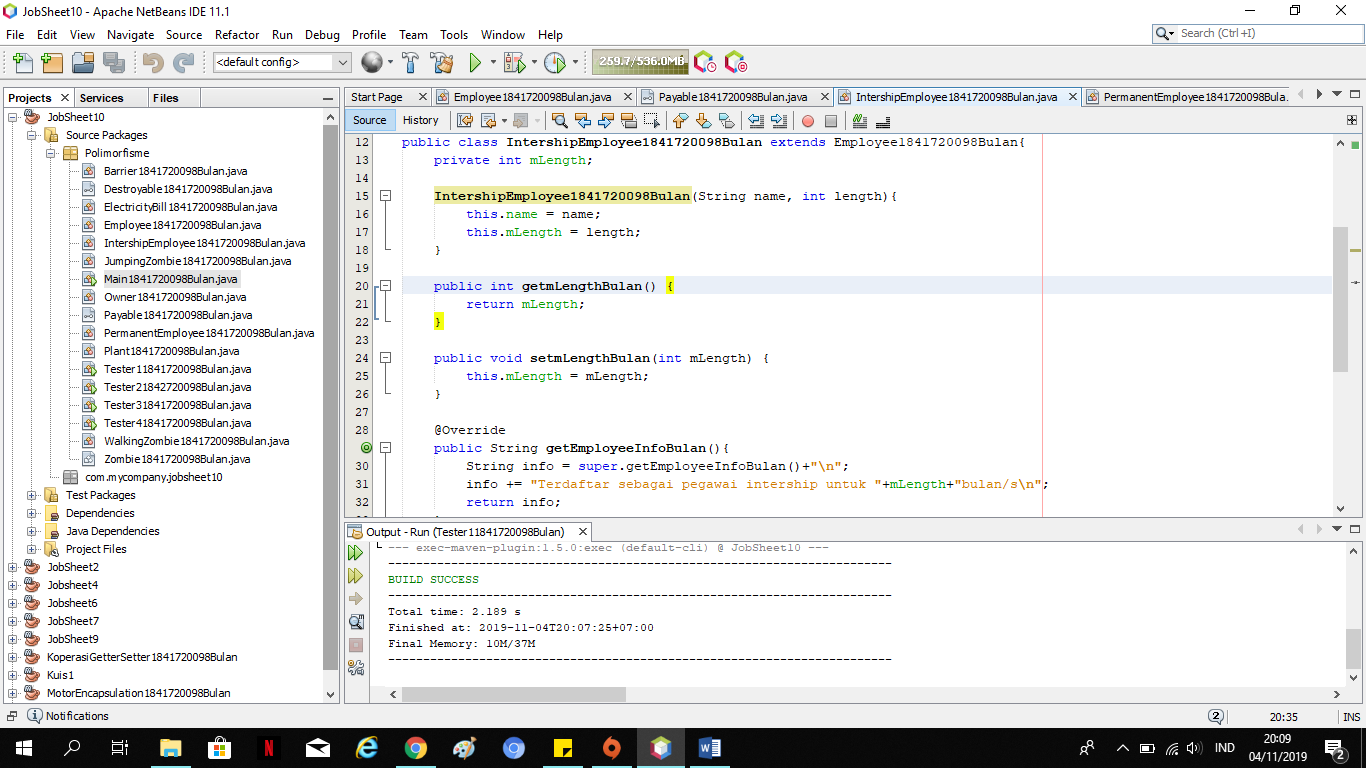 JobSheet10 - Apache NetBeans IDE 11.1
File Edit View Navigate Source Refactor Run Debug Profile Team Tools Window Help
Search (Ctrl+I)
<default config>
259.7/536.0MB
Projects Services Files
Start Page Employee1841720098Bulan.java Payable1841720098Bulan.java IntershipEmployee1841720098Bulan.java PermanentEmployee1841720098Bula.
Source History
JobSheet10
Source Packages
Polimorfisme
Barrier1841720098Bulan.java
Destroyable1841720098Bulan.java
ElectricityBill1841720098Bulan.java
Employee1841720098Bulan.java
IntershipEmployee1841720098Bulan.java
JumpingZombie1841720098Bulan.java
Main1841720098Bulan.java
Owner1841720098Bulan.java
Payable1841720098Bulan.java
PermanentEmployee1841720098Bulan.java
Plant1841720098Bulan.java
Tester11841720098Bulan.java
Tester21842720098Bulan.java
Tester31841720098Bulan.java
Tester41841720098Bulan.java
WalkingZombie1841720098Bulan.java
Zombie1841720098Bulan.java
com.mycompany.jobsheet10
Test Packages
Dependencies
Java Dependencies
Project Files
JobSheet2
Jobsheet4
Jobsheet6
JobSheet7
JobSheet9
KoperasiGetterSetter1841720098Bulan
Kuis1
MotorEncapsulation1841720098Bulan
12 public class IntershipEmployee1841720098Bulan extends Employee1841720098Bulan{
13 private int mLength;
14
15 IntershipEmployee1841720098Bulan(String name, int length){
16 this.name = name;
17 this.mLength = length;
18 }
19
20 public int getmLengthBulan() {
21 return mLength;
22 }
23
24 public void setmLengthBulan(int mLength) {
25 this.mLength = mLength;
26 }
27
28 @Override
public String getEmployeeInfoBulan(){
30 String info = super.getEmployeeInfoBulan()+"\n";
31 info += "Terdaftar sebagai pegawai intership untuk "+mLength+"bulan/s\n";
32 return info;
Output - Run (Tester11841720098Bulan)
--- exec-maven-plugin:1.5.0:exec (default-cli) @ JobSheet10 ---
------------------------------------------------------------------------
BUILD SUCCESS
------------------------------------------------------------------------
Total time: 2.189 s
Finished at: 2019-11-04T20:07:25+07:00
Final Memory: 10M/37M
------------------------------------------------------------------------
Notifications
2
20:35
INS
IND
20:09
04/11/2019
2